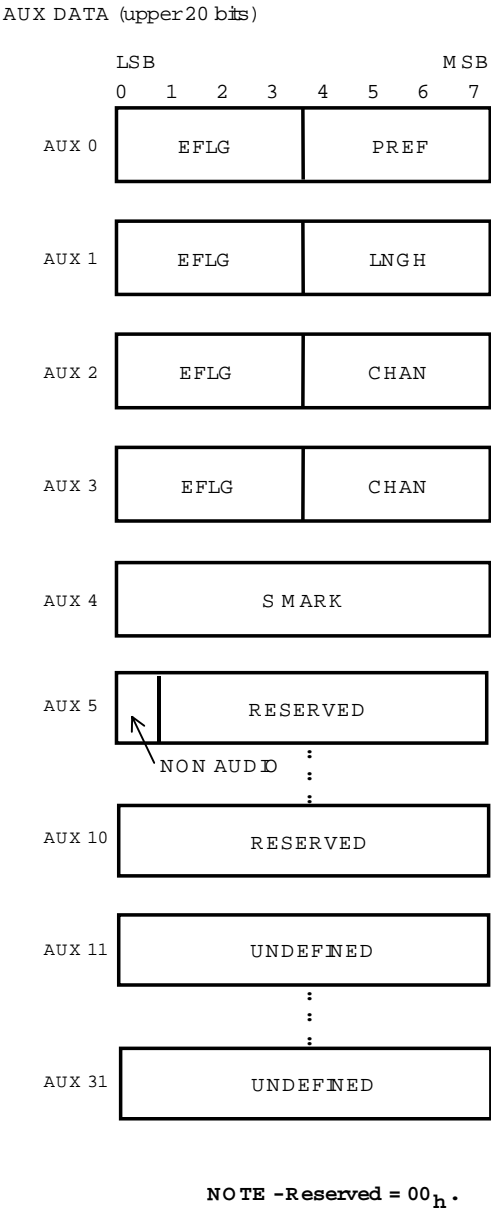 AUX DATA (upper 20 bits)
LSB MSB
0 1 2 3 4 5 6 7
AUX 0 EFLG PREF
AUX 1 EFLG LNGH
AUX 2 EFLG CHAN
AUX 3 EFLG CHAN
AUX 4 SMARK
AUX 5 RESERVED
NON AUDIO
AUX 10 RESERVED
AUX 11 UNDEFINED
AUX 31 UNDEFINED
NOTE - Reserved = 00h.